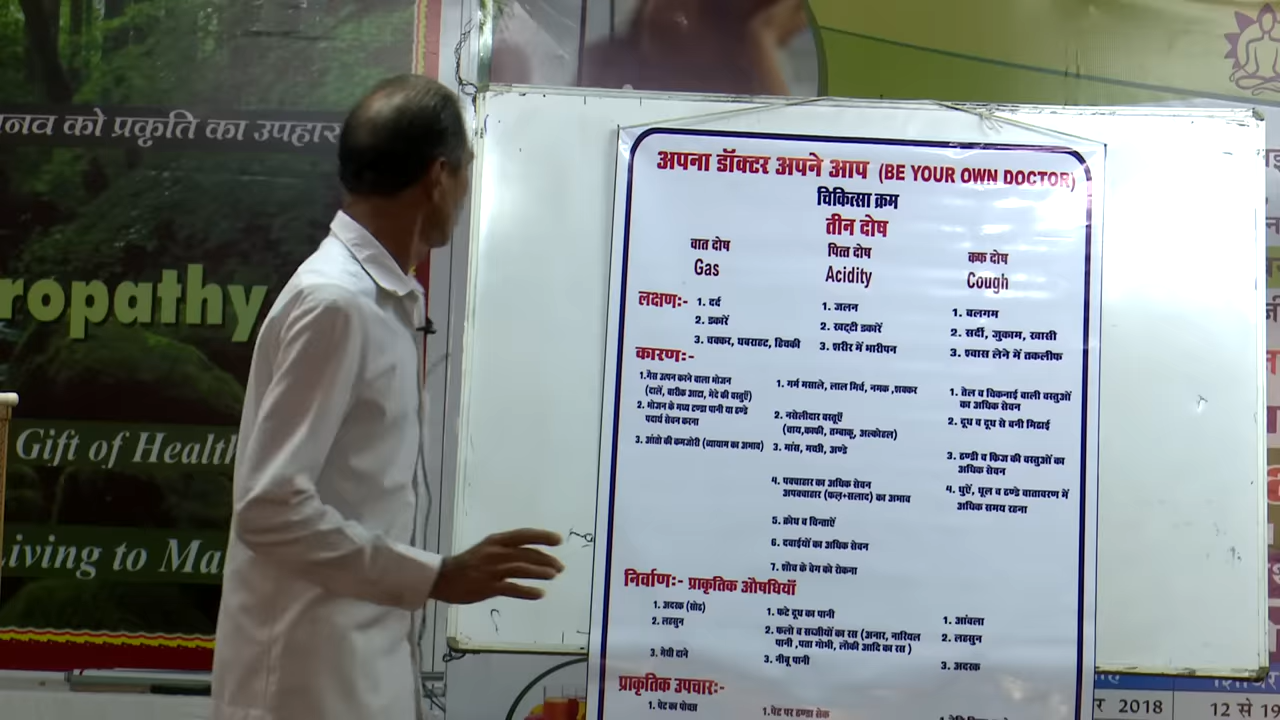 को प्रकृति का उपहार
ropathy
Gift of Health
Living to Ma
अपना डॉक्टर अपने आप (BE YOUR OWN DOCTOR)
चिकित्सा क्रम
तीन दोष
वात दोष पित्त दोष कफ दोष
Gas Acidity Cough
लक्षणः-
1. दर्द
2. डकारें
3. चक्कर, घबराहट, हिचकी
1. जलन
2. खट्टी डकारें
3. शरीर में भारीपन
1. बलगम
2. सर्दी, जुकाम, खासी
3. श्वास लेने में तकलीफ
कारणः-
1.गैस उत्पन करने वाला भोजन
(दालें, बारीक आटा, मेदे की वस्तुएँ)
2. भोजन के मध्य ठण्डा पानी या ठण्डे
पदार्थ सेवन करना
3. आंतो की कमजोरी (व्यायाम का अभाव)
1. गर्म मसाले, लाल मिर्च, नमक ,शक्कर
2. नसेलीदार वस्तुएँ
(चाय,काफी, तम्बाकू, अल्कोहल)
3. मांस, मच्छी, अण्डे
4. पक्वाहार का अधिक सेवन
अपक्वाहार (फल+सलाद) का अभाव
5. क्रोध व चिन्ताऐं
6. दवाईयों का अधिक सेवन
7. शौच के वेग को रोकना
1. तेल व चिकनाई वाली वस्तुओं
का अधिक सेवन
2. दूध व दूध से बनी मिठाई
3. ठण्डी व फ्रिज की वस्तुओं का
अधिक सेवन
4. धुऐं, धूल व ठण्डे वातावरण में
अधिक समय रहना
निर्वाणः- प्राकृतिक औषधियाँ
1. अदरक (सोंठ)
2. लहसुन
3. मेथी दाने
1. फटे दूध का पानी
2. फलो व सब्जीयों का रस (अनार, नारियल
पानी ,पता गोभी, लोकी आदि का रस )
3. नींबू पानी
1. आंवला
2. लहसुन
3. अदरक
प्राकृतिक उपचारः-
1. पेट का पोचा
1.पेट पर ठण्डा सेक
2018
12 से 19